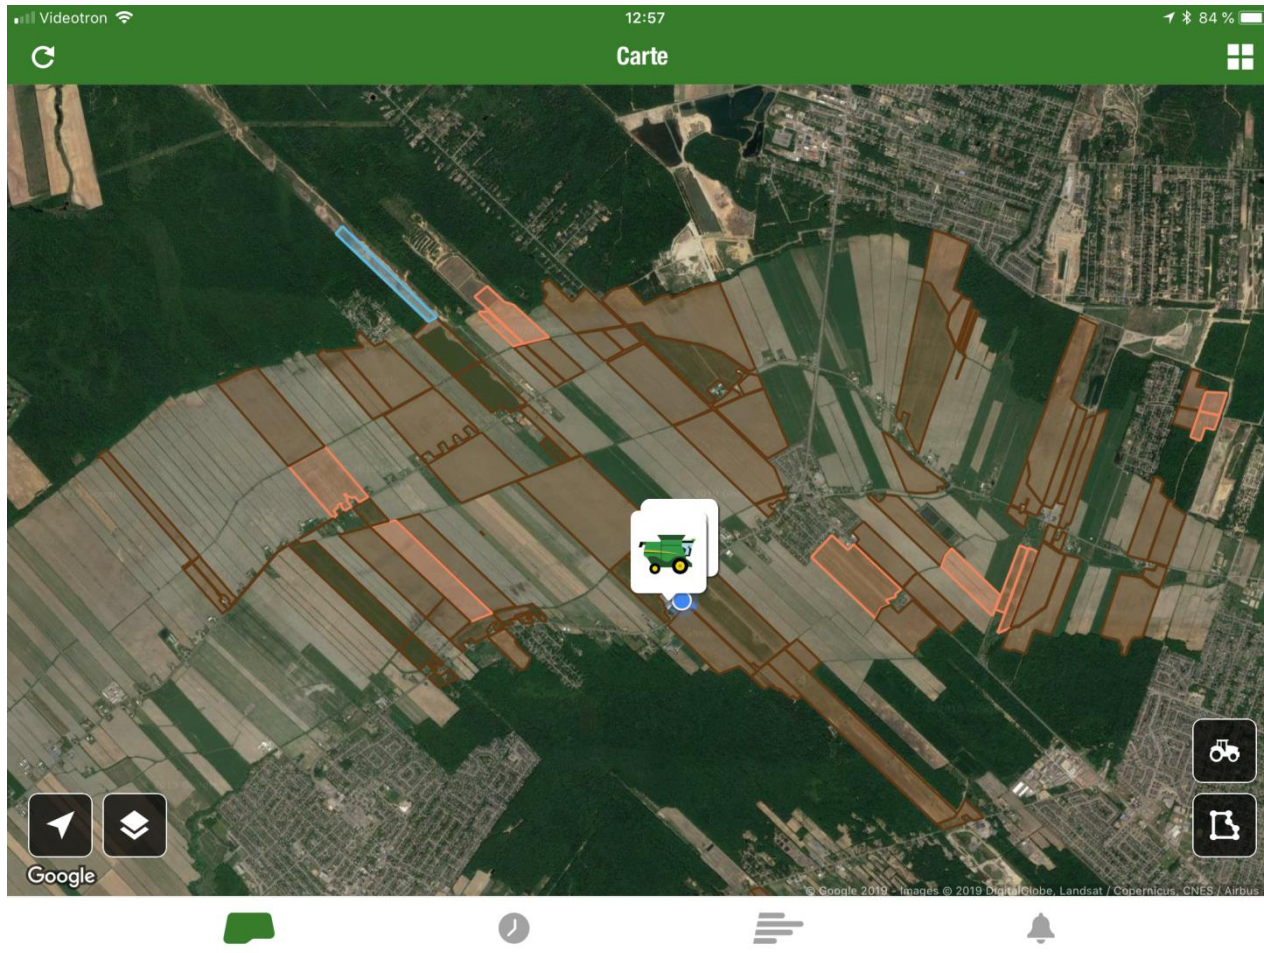 Videotron
12:57
84 %
Carte
Google
© Google 2019 - Images © 2019 DigitalGlobe, Landsat / Copernicus, CNES / Airbus